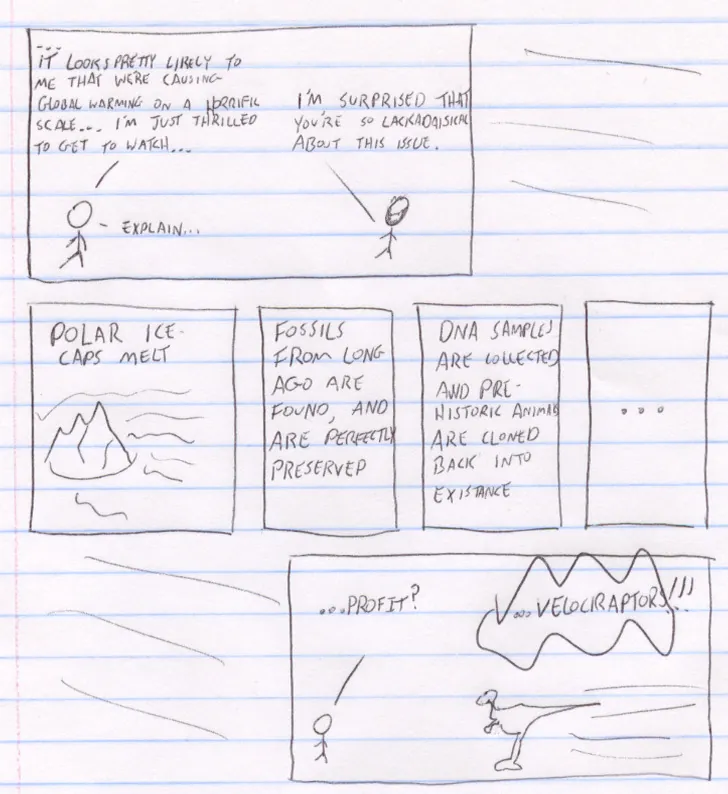 ... IT LOOKS PRETTY LIKELY TO
ME THAT WERE CAUSING
GLOBAL WARMING ON A HORRIFIC
SCALE... I'M JUST THRILLED
TO GET TO WATCH...
I'M SURPRISED THAT
YOU'RE SO LACKADAISICAL
ABOUT THIS ISSUE.
EXPLAIN...
POLAR ICE-
CAPS MELT
FOSSILS
FROM LONG
AGO ARE
FOUND, AND
ARE PERFECTLY
PRESERVED
DNA SAMPLES
ARE COLLECTED
AND PRE-
HISTORIC ANIMALS
ARE CLONED
BACK INTO
EXISTANCE
...
...PROFIT?
...VELOCIRAPTORS!!!